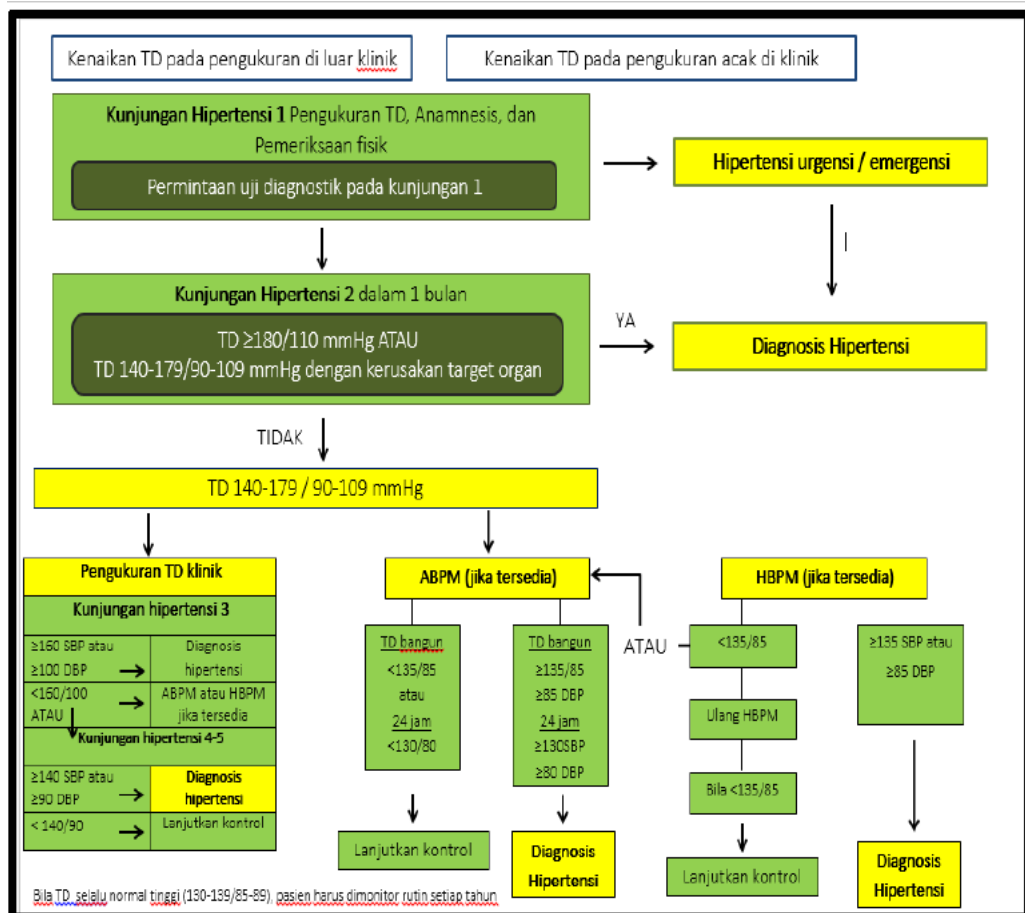 Kenaikan TD pada pengukuran di luar klinik
Kenaikan TD pada pengukuran acak di klinik
Kunjungan Hipertensi 1 Pengukuran TD, Anamnesis, dan
Pemeriksaan fisik
Permintaan uji diagnostik pada kunjungan 1
Hipertensi urgensi / emergensi
Kunjungan Hipertensi 2 dalam 1 bulan
TD ≥180/110 mmHg ATAU
TD 140-179/90-109 mmHg dengan kerusakan target organ
YA
Diagnosis Hipertensi
TIDAK
TD 140-179 / 90-109 mmHg
Pengukuran TD klinik
Kunjungan hipertensi 3
≥160 SBP atau
≥100 DBP
Diagnosis
hipertensi
<160/100
ATAU
ABPM atau HBPM
jika tersedia
Kunjungan hipertensi 4-5
≥140 SBP atau
≥90 DBP
Diagnosis
hipertensi
< 140/90
Lanjutkan kontrol
ABPM (jika tersedia)
TD bangun
<135/85
atau
24 jam
<130/80
Lanjutkan kontrol
TD bangun
≥135/85
≥85 DBP
24 jam
≥130SBP
≥80 DBP
Diagnosis
Hipertensi
ATAU
HBPM (jika tersedia)
<135/85
Ulang HBPM
Bila <135/85
Lanjutkan kontrol
≥135 SBP atau
≥85 DBP
Diagnosis
Hipertensi
Bila TD selalu normal tinggi (130-139/85-89), pasien harus dimonitor rutin setiap tahun